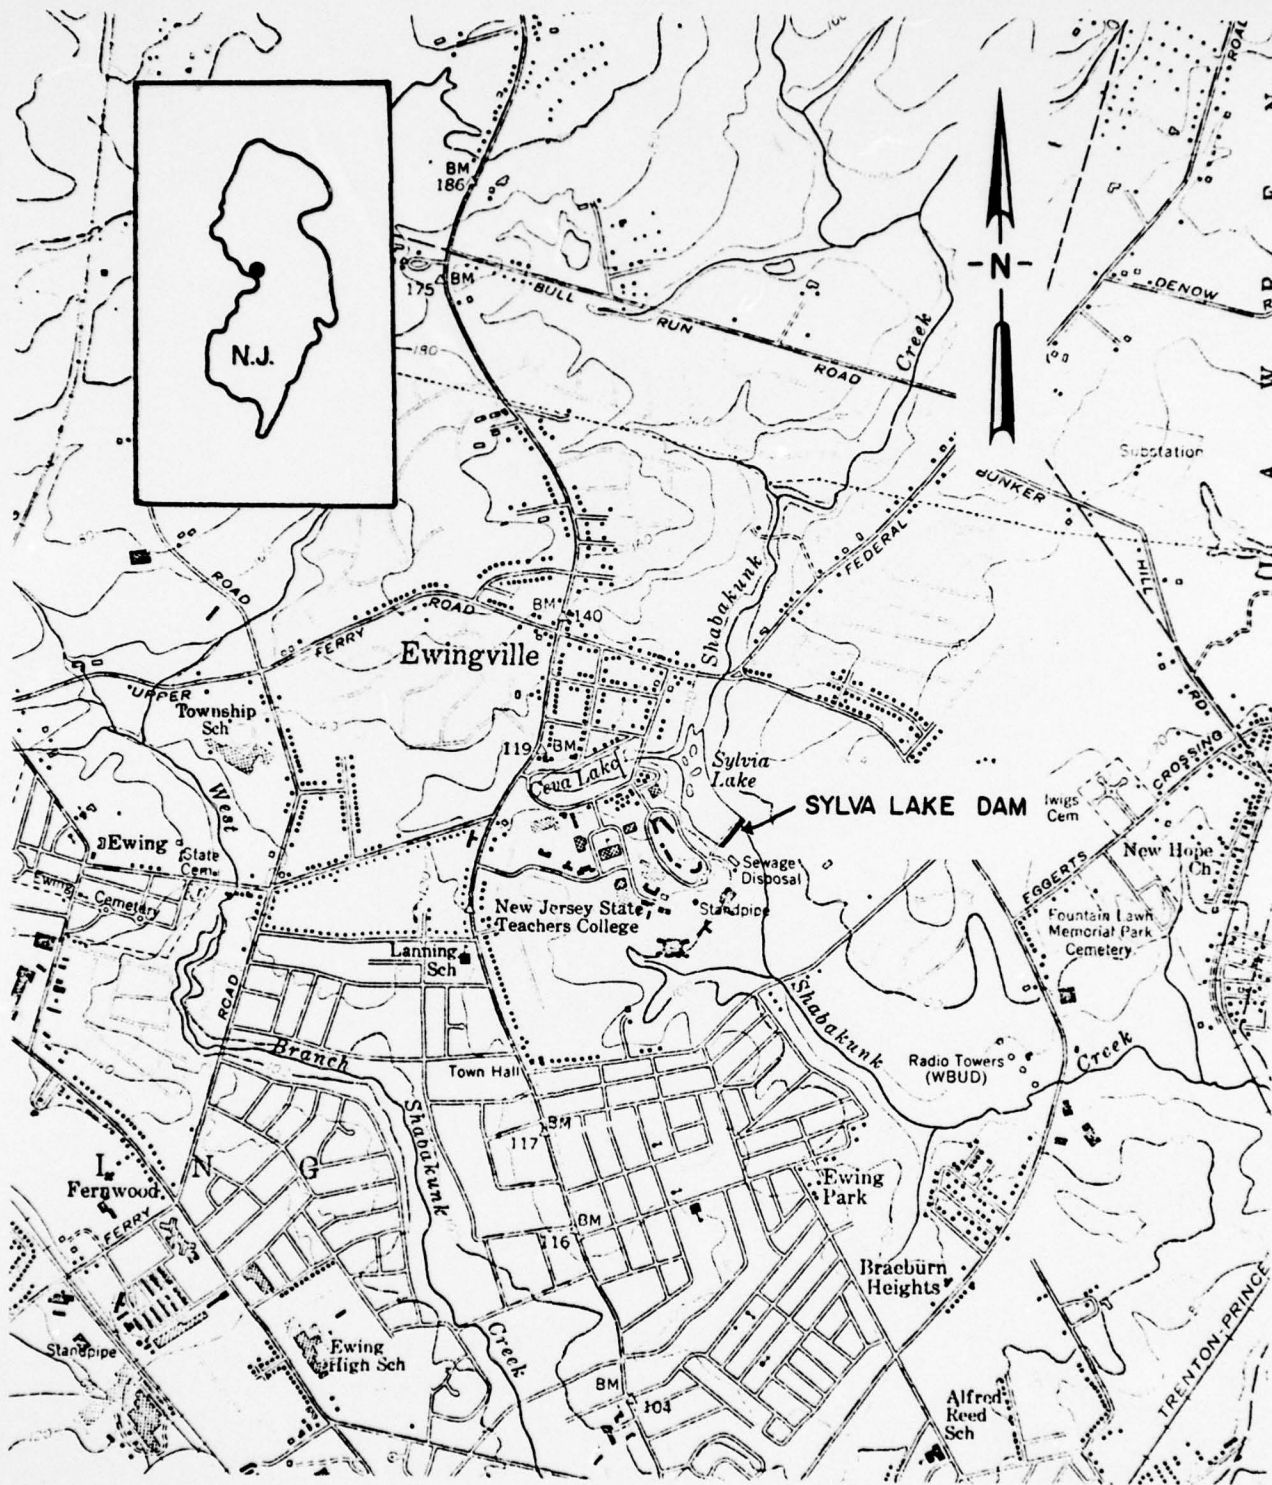 BM
186
175
BM
BULL
RUN
ROAD
180
N.J.
-N-
Creek
ROAD
DENOW
Substation
BUNKER
HILL
RD.
FEDERAL
Shabakunk
ROAD
FERRY
ROAD
BM
140
Ewingville
UPPER
Township
Sch
119
BM
Ceva Lake
Sylvia
Lake
SYLVA LAKE DAM
Twigs
Cem
CROSSING
EGGERTS
New Hope
Ch
West
Ewing
State
Cem
Ewing
Cemetery
Sewage
Disposal
New Jersey State
Teachers College
Standpipe
Fountain Lawn
Memorial Park
Cemetery
Lanning
Sch
ROAD
Branch
Shabakunk
Town Hall
Shabakunk
Creek
Radio Towers
(WBUD)
BM
117
I N G
Fernwood
FERRY
Ewing
Park
BM
116
Braeburn
Heights
Standpipe
Ewing
High Sch
Creek
BM
104
Alfred
Reed
Sch
TRENTON
PRINCE